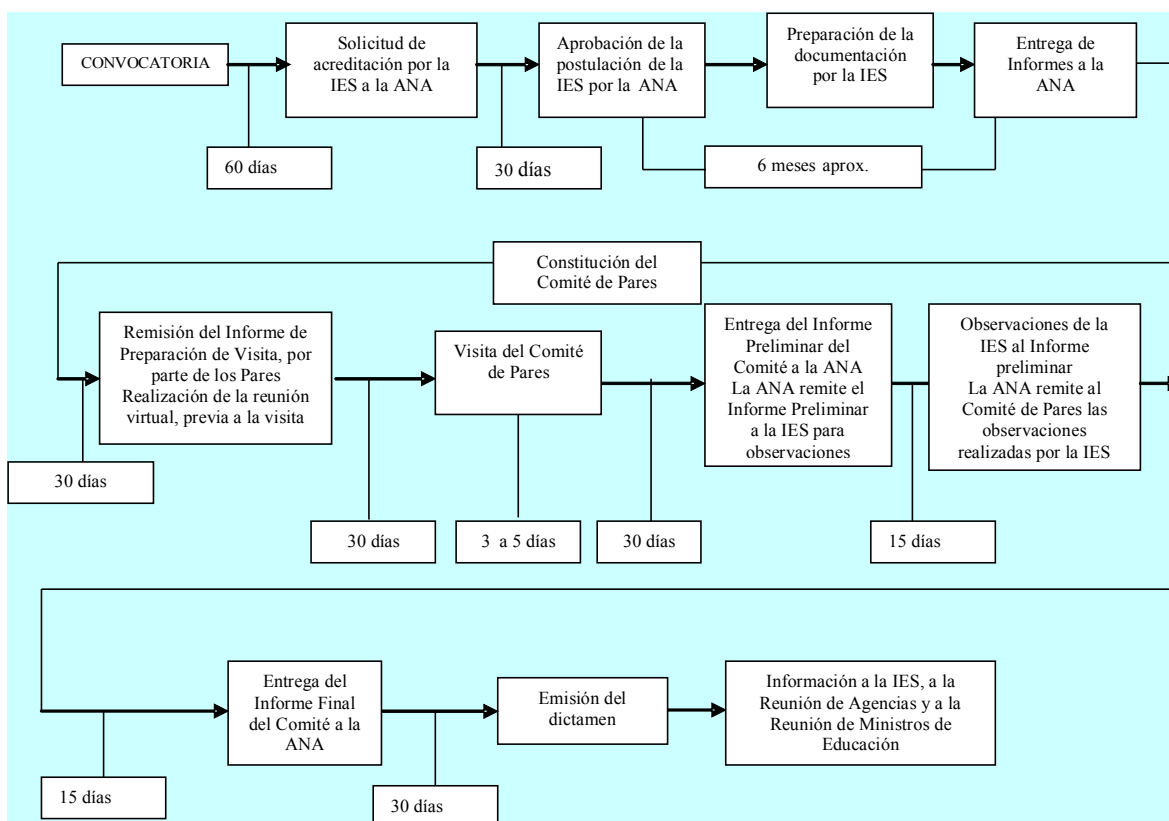 CONVOCATORIA
Solicitud de
acreditación por la
IES a la ANA
Aprobación de la
postulación de la
IES por la ANA
Preparación de la
documentación
por la IES
Entrega de
Informes a la
ANA
60 días
30 días
6 meses aprox.
Constitución del
Comité de Pares
Remisión del Informe de
Preparación de Visita, por
parte de los Pares
Realización de la reunión
virtual, previa a la visita
Visita del Comité
de Pares
Entrega del Informe
Preliminar del
Comité a la ANA
La ANA remite el
Informe Preliminar
a la IES para
observaciones
Observaciones de la
IES al Informe
preliminar
La ANA remite al
Comité de Pares las
observaciones
realizadas por la IES
30 días
30 días
3 a 5 días
30 días
15 días
Entrega del
Informe Final
del Comité a la
ANA
Emisión del
dictamen
Información a la IES, a la
Reunión de Agencias y a la
Reunión de Ministros de
Educación
15 días
30 días